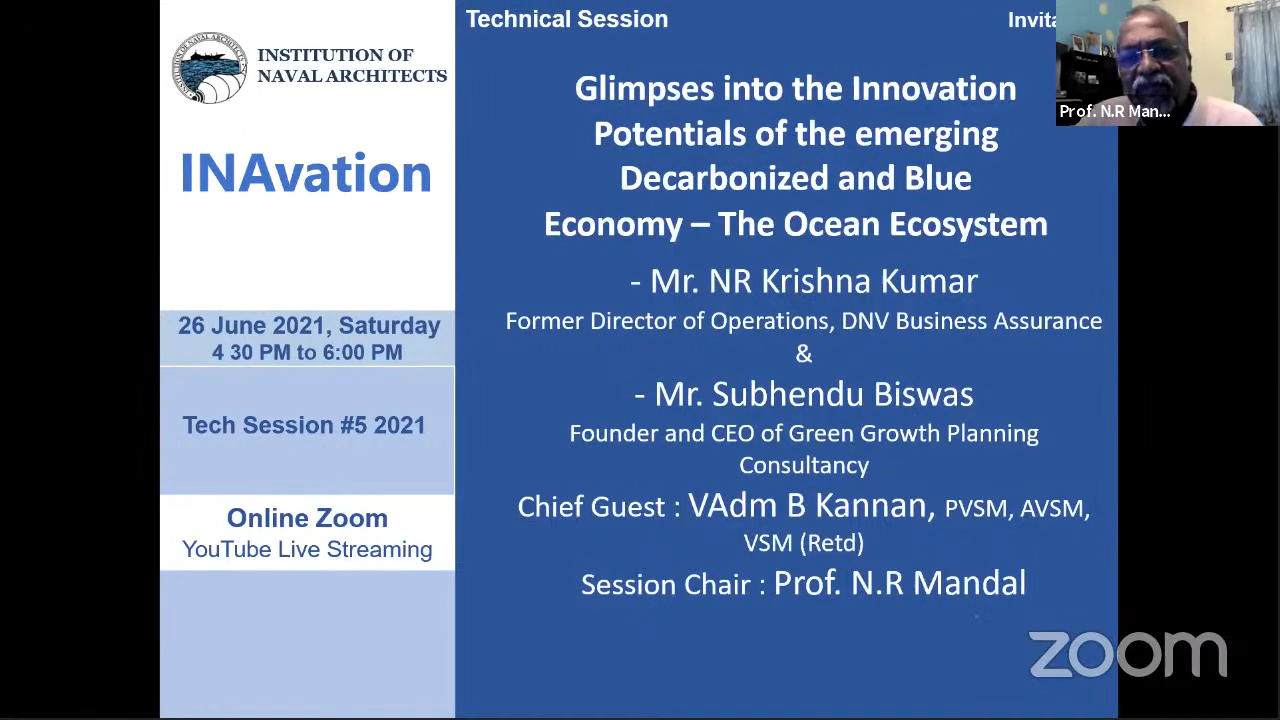 INSTITUTION OF
NAVAL ARCHITECTS
INAvation
26 June 2021, Saturday
4 30 PM to 6:00 PM
Tech Session #5 2021
Online Zoom
YouTube Live Streaming
Technical Session
Invita
Glimpses into the Innovation
Potentials of the emerging
Decarbonized and Blue
Economy – The Ocean Ecosystem
- Mr. NR Krishna Kumar
Former Director of Operations, DNV Business Assurance
&
- Mr. Subhendu Biswas
Founder and CEO of Green Growth Planning
Consultancy
Chief Guest : VAdm B Kannan, PVSM, AVSM,
VSM (Retd)
Session Chair : Prof. N.R Mandal
Prof. N.R Man...
zoom